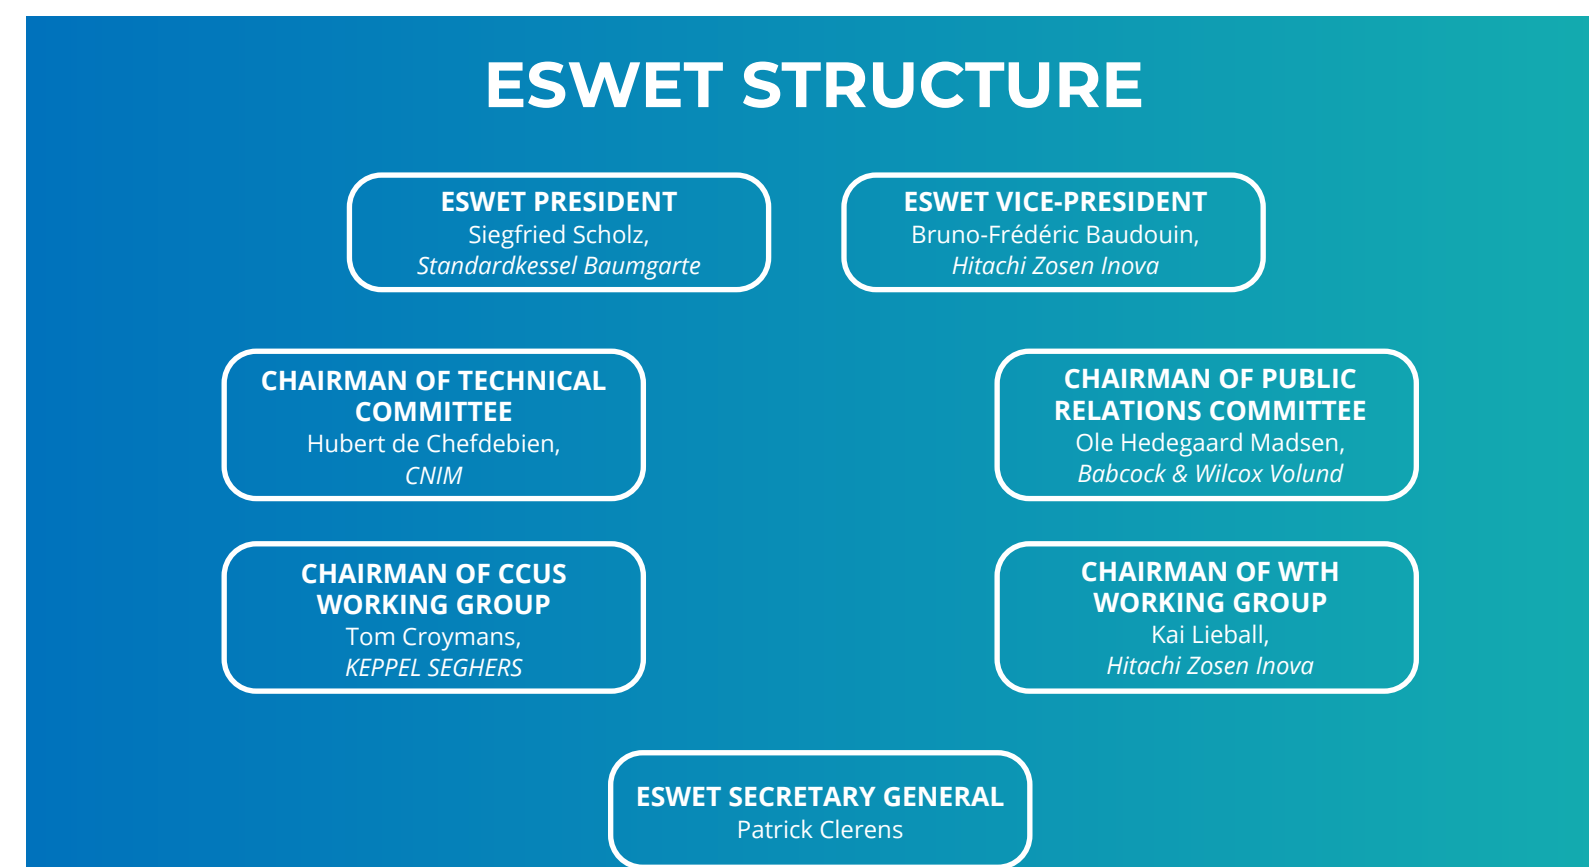 ESWET STRUCTURE
ESWET PRESIDENT
Siegfried Scholz,
Standardkessel Baumgarte
ESWET VICE-PRESIDENT
Bruno-Frédéric Baudouin,
Hitachi Zosen Inova
CHAIRMAN OF TECHNICAL
COMMITTEE
Hubert de Chefdebien,
CNIM
CHAIRMAN OF PUBLIC
RELATIONS COMMITTEE
Ole Hedegaard Madsen,
Babcock & Wilcox Volund
CHAIRMAN OF CCUS
WORKING GROUP
Tom Croymans,
KEPPEL SEGHERS
CHAIRMAN OF WTH
WORKING GROUP
Kai Lieball,
Hitachi Zosen Inova
ESWET SECRETARY GENERAL
Patrick Clerens